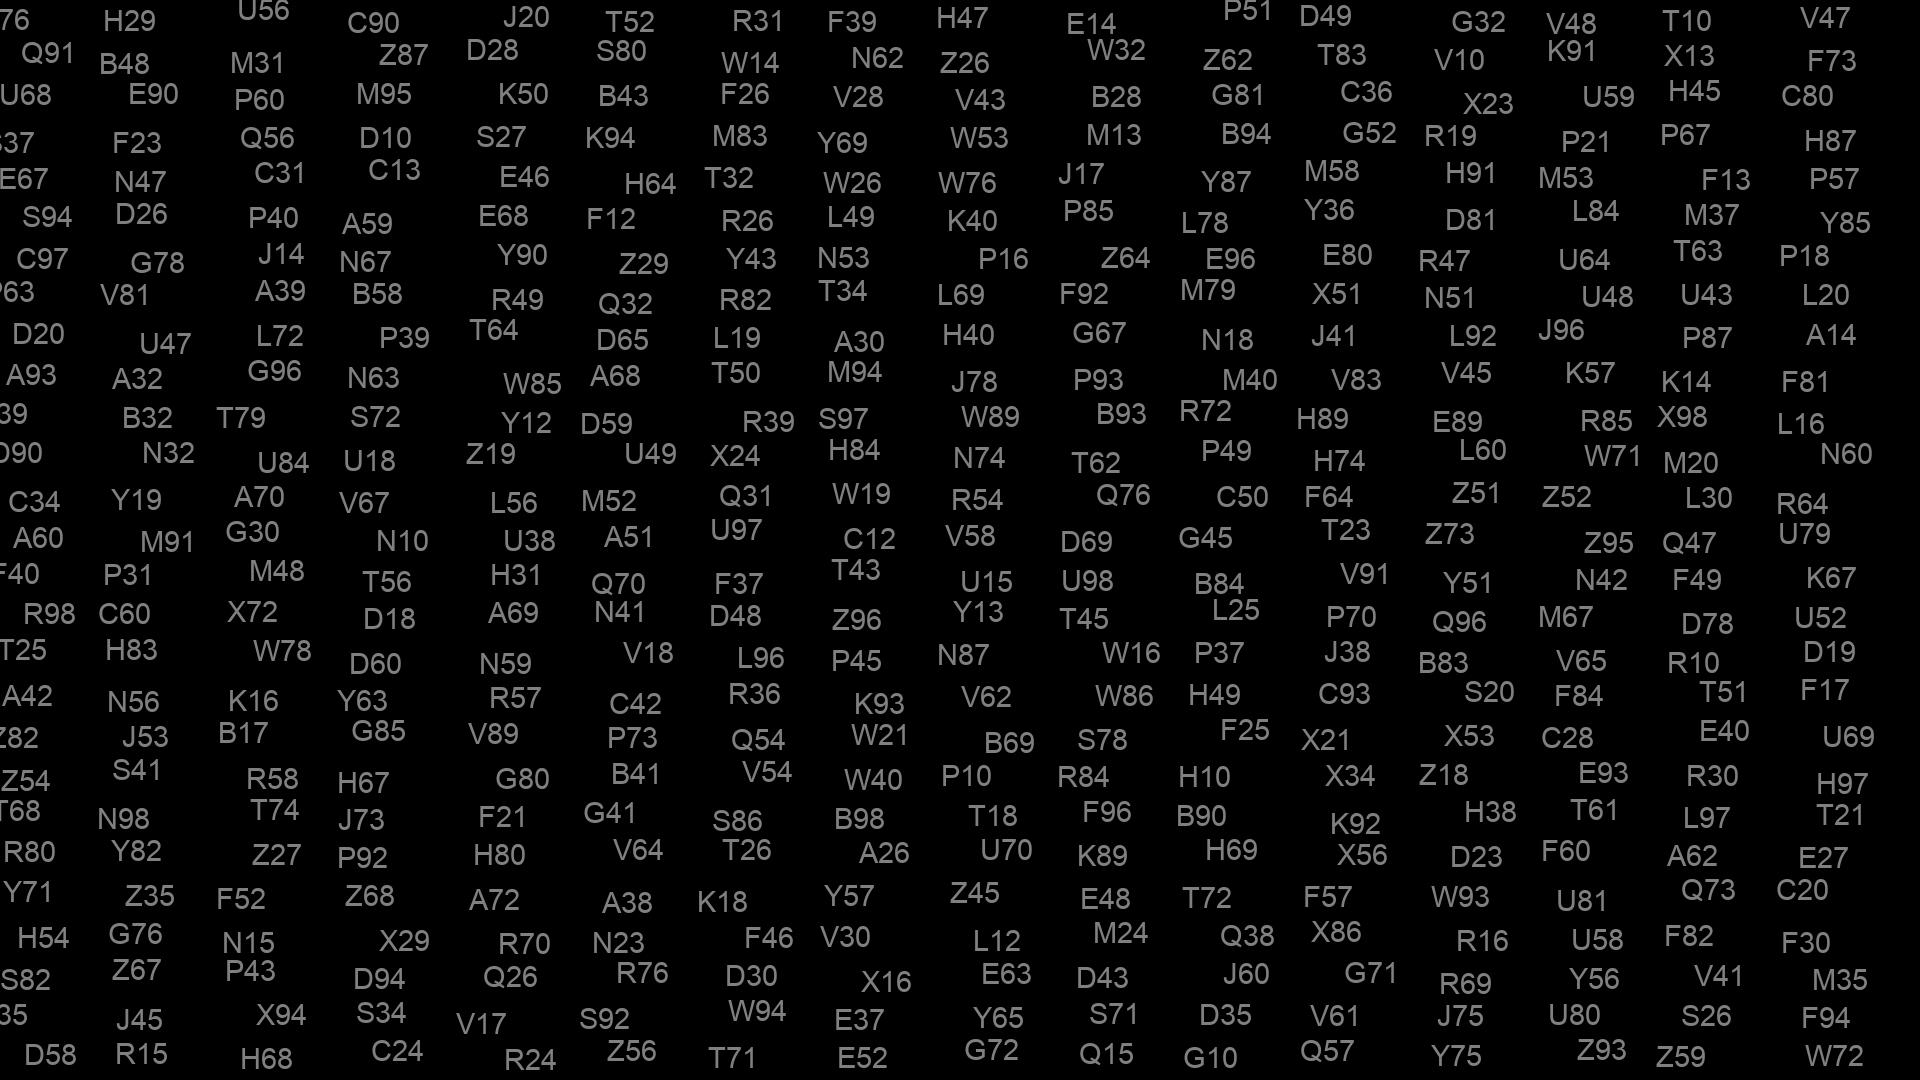 76 H29 U56 C90 J20 T52 R31 F39 H47 E14 P51 D49 G32 V48 T10 V47
Q91 B48 M31 Z87 D28 S80 W14 N62 Z26 W32 Z62 T83 V10 K91 X13 F73
U68 E90 P60 M95 K50 B43 F26 V28 V43 B28 G81 C36 X23 U59 H45 C80
37 F23 Q56 D10 S27 K94 M83 Y69 W53 M13 B94 G52 R19 P21 P67 H87
E67 N47 C31 C13 E46 H64 T32 W26 W76 J17 Y87 M58 H91 M53 F13 P57
S94 D26 P40 A59 E68 F12 R26 L49 K40 P85 L78 Y36 D81 L84 M37 Y85
C97 G78 J14 N67 Y90 Z29 Y43 N53 P16 Z64 E96 E80 R47 U64 T63 P18
63 V81 A39 B58 R49 Q32 R82 T34 L69 F92 M79 X51 N51 U48 U43 L20
D20 U47 L72 P39 T64 D65 L19 A30 H40 G67 N18 J41 L92 J96 P87 A14
A93 A32 G96 N63 W85 A68 T50 M94 J78 P93 M40 V83 V45 K57 K14 F81
39 B32 T79 S72 Y12 D59 R39 S97 W89 B93 R72 H89 E89 R85 X98 L16
90 N32 U84 U18 Z19 U49 X24 H84 N74 T62 P49 H74 L60 W71 M20 N60
C34 Y19 A70 V67 L56 M52 Q31 W19 R54 Q76 C50 F64 Z51 Z52 L30 R64
A60 M91 G30 N10 U38 A51 U97 C12 V58 D69 G45 T23 Z73 Z95 Q47 U79
F40 P31 M48 T56 H31 Q70 F37 T43 U15 U98 B84 V91 Y51 N42 F49 K67
R98 C60 X72 D18 A69 N41 D48 Z96 Y13 T45 L25 P70 Q96 M67 D78 U52
T25 H83 W78 D60 N59 V18 L96 P45 N87 W16 P37 J38 B83 V65 R10 D19
A42 N56 K16 Y63 R57 C42 R36 K93 V62 W86 H49 C93 S20 F84 T51 F17
Z82 J53 B17 G85 V89 P73 Q54 W21 B69 S78 F25 X21 X53 C28 E40 U69
Z54 S41 R58 H67 G80 B41 V54 W40 P10 R84 H10 X34 Z18 E93 R30 H97
T68 N98 T74 J73 F21 G41 S86 B98 T18 F96 B90 K92 H38 T61 L97 T21
R80 Y82 Z27 P92 H80 V64 T26 A26 U70 K89 H69 X56 D23 F60 A62 E27
Y71 Z35 F52 Z68 A72 A38 K18 Y57 Z45 E48 T72 F57 W93 U81 Q73 C20
H54 G76 N15 X29 R70 N23 F46 V30 L12 M24 Q38 X86 R16 U58 F82 F30
S82 Z67 P43 D94 Q26 R76 D30 X16 E63 D43 J60 G71 R69 Y56 V41 M35
35 J45 X94 S34 V17 S92 W94 E37 Y65 S71 D35 V61 J75 U80 S26 F94
D58 R15 H68 C24 R24 Z56 T71 E52 G72 Q15 G10 Q57 Y75 Z93 Z59 W72